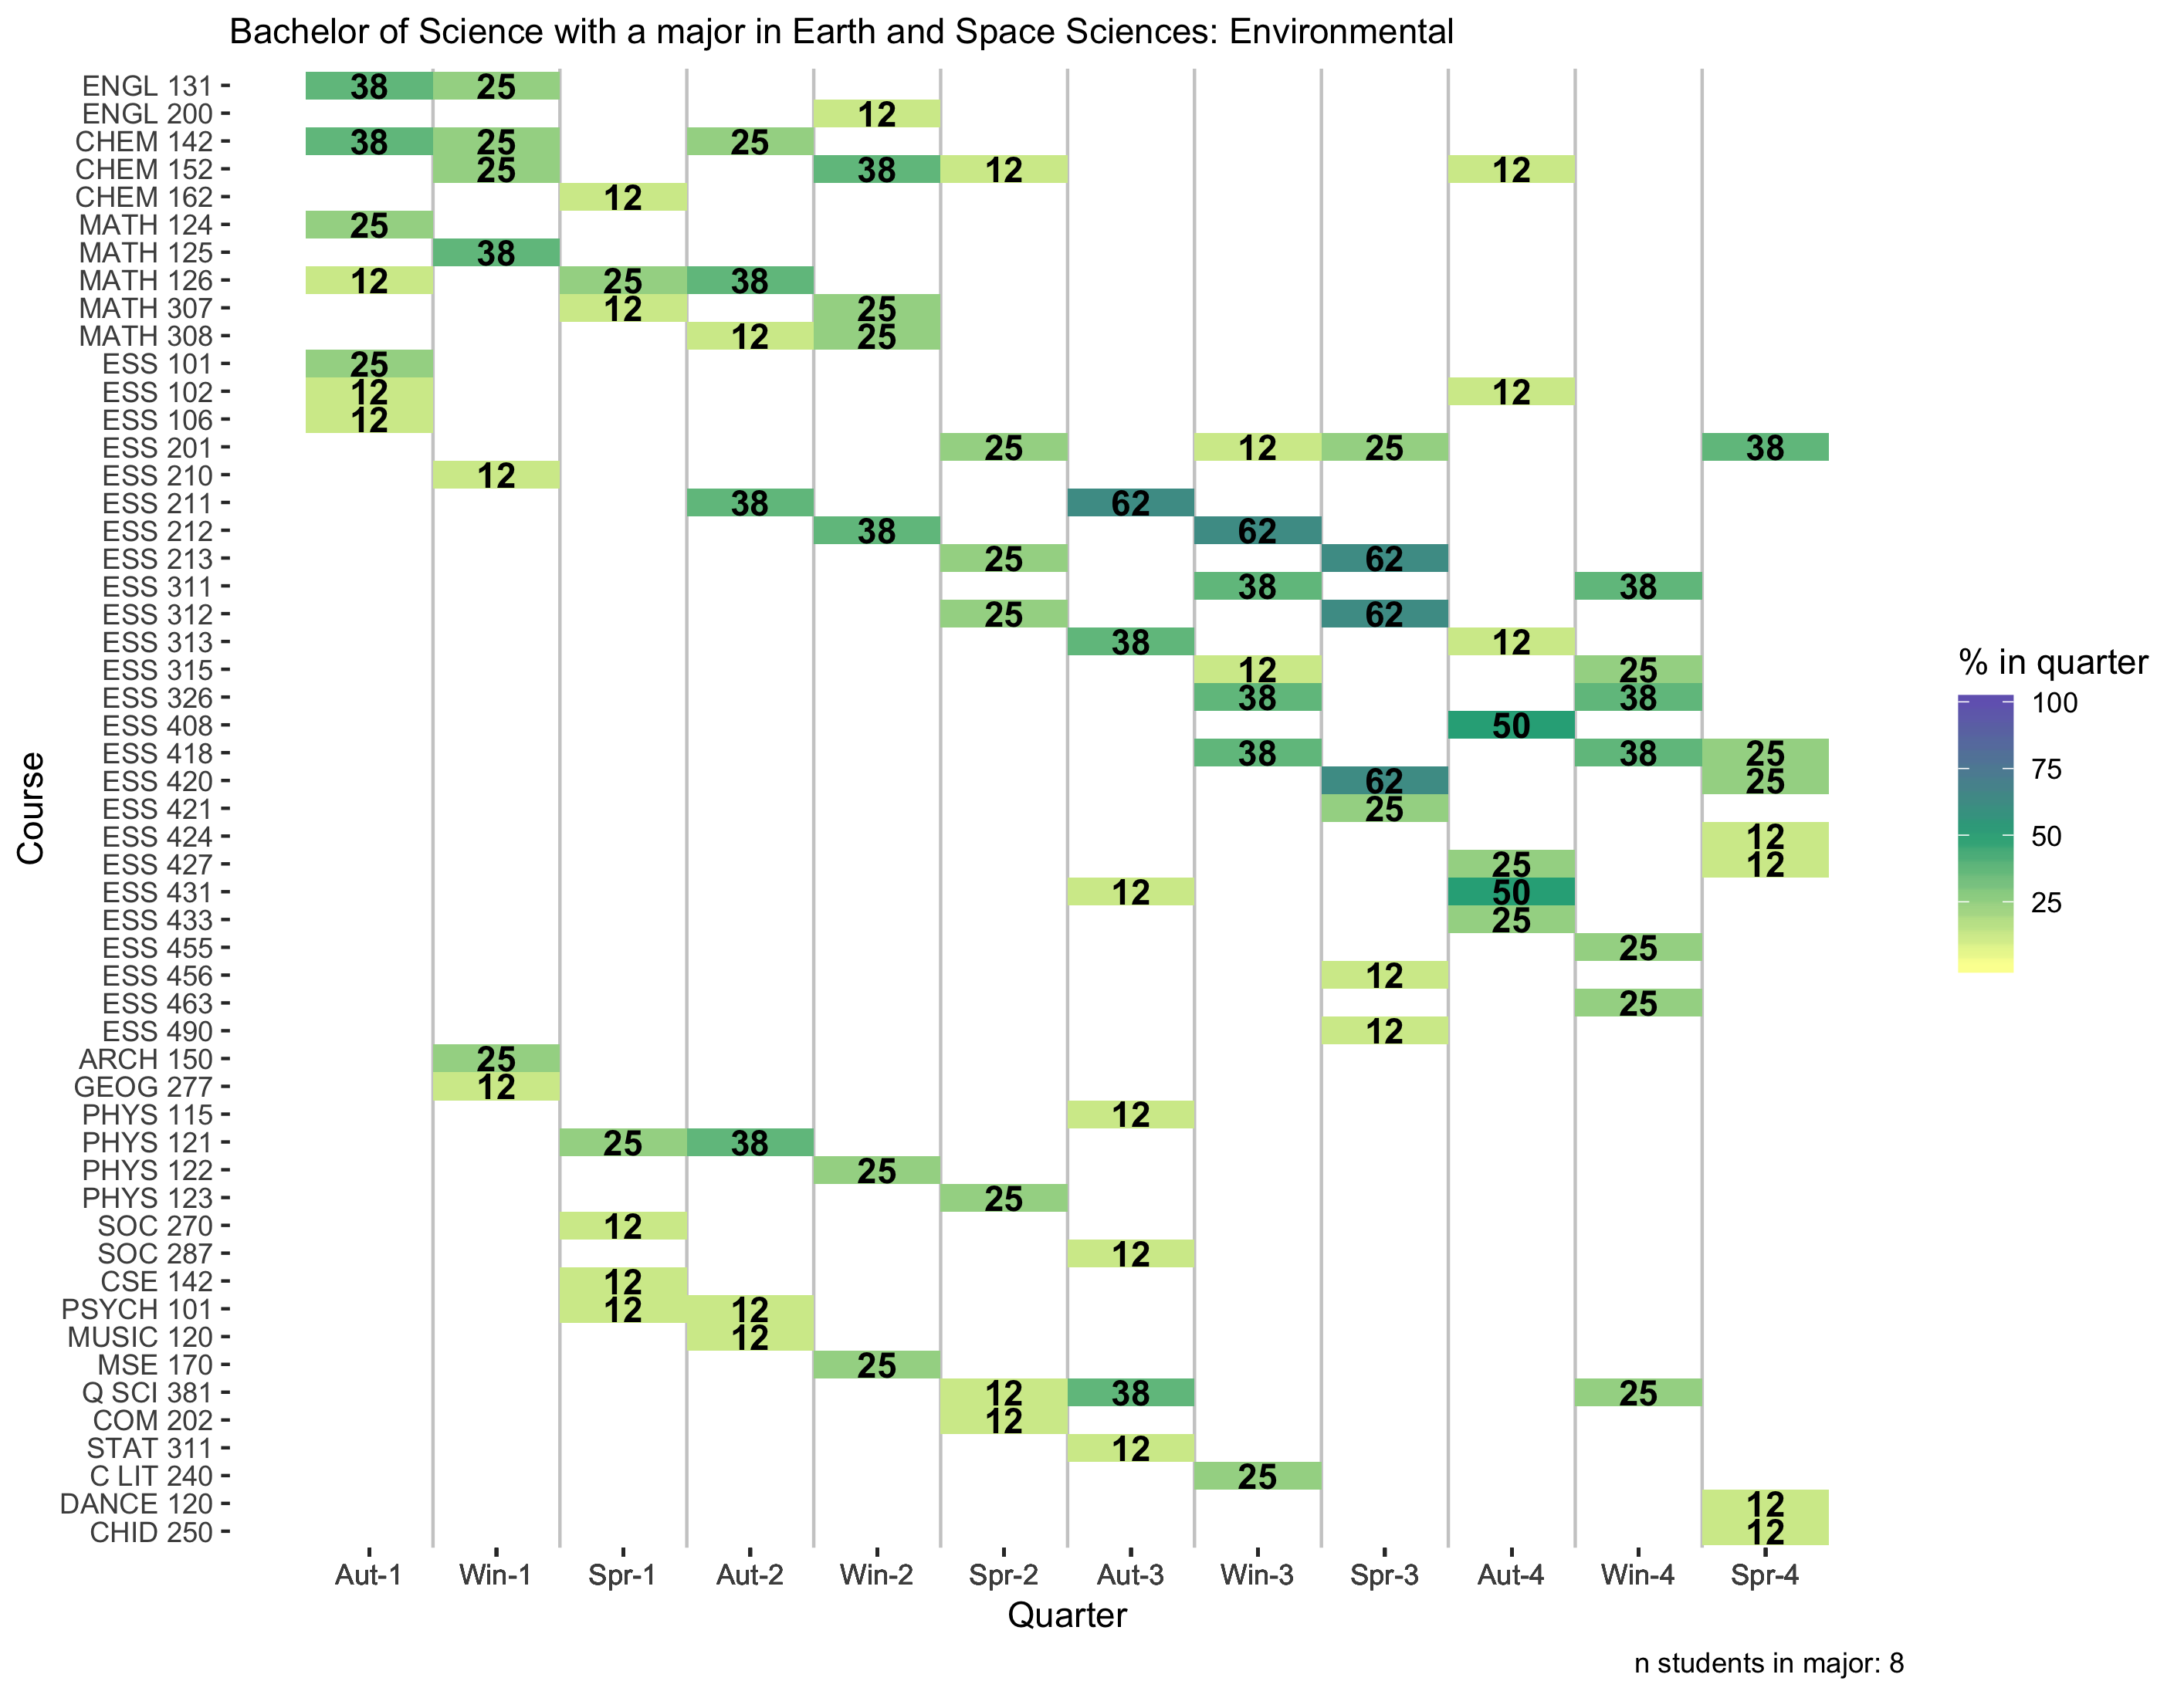 Bachelor of Science with a major in Earth and Space Sciences: Environmental
ENGL 131 38 25
ENGL 200 12
CHEM 142 38 25 25
CHEM 152 25 38 12 12
CHEM 162 12
MATH 124 25
MATH 125 38
MATH 126 12 25 38
MATH 307 12 25
MATH 308 12 25
ESS 101 25
ESS 102 12 12
ESS 106 12
ESS 201 25 12 25 38
ESS 210 12
ESS 211 38 62
ESS 212 38 62
ESS 213 25 62
ESS 311 38 38
ESS 312 25 62
ESS 313 38 12
ESS 315 12 25
ESS 326 38 38
ESS 408 50
ESS 418 38 38 25
ESS 420 62 25
ESS 421 25
ESS 424 12
ESS 427 25 12
ESS 431 12 50
ESS 433 25
ESS 455 25
ESS 456 12
ESS 463 25
ESS 490 12
ARCH 150 25
GEOG 277 12
PHYS 115 12
PHYS 121 25 38
PHYS 122 25
PHYS 123 25
SOC 270 12
SOC 287 12
CSE 142 12
PSYCH 101 12 12
MUSIC 120 12
MSE 170 25
Q SCI 381 12 38 25
COM 202 12
STAT 311 12
C LIT 240 25
DANCE 120 12
CHID 250 12
Course
Aut-1 Win-1 Spr-1 Aut-2 Win-2 Spr-2 Aut-3 Win-3 Spr-3 Aut-4 Win-4 Spr-4
Quarter
% in quarter
100
75
50
25
n students in major: 8